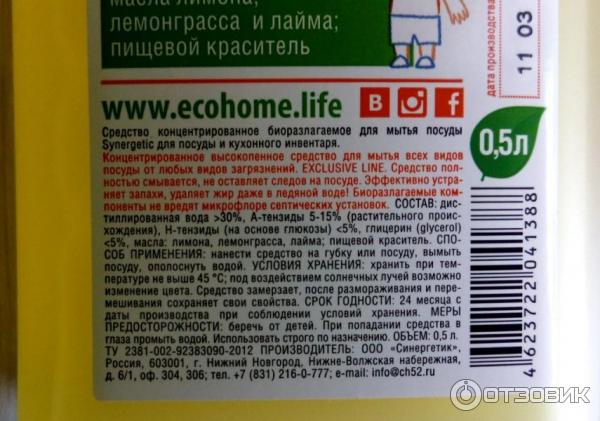 масла лимона,
лемонграсса и лайма;
пищевой краситель
дата производства
11 03
www.ecohome.life
B
f
0,5л
Средство концентрированное биоразлагаемое для мытья посуды
Synergetic для посуды и кухонного инвентаря.
Концентрированное высокопенное средство для мытья всех видов
посуды от любых видов загрязнений. EXCLUSIVE LINE. Средство пол-
ностью смывается, не оставляет следов на посуде. Эффективно устра-
няет запахи, удаляет жир даже в ледяной воде! Биоразлагаемые ком-
поненты не вредят микрофлоре септических установок. СОСТАВ: дис-
тиллированная вода >30%, А-тензиды 5-15% (растительного проис-
хождения), Н-тензиды (на основе глюкозы) <5%, глицерин (glycerol)
<5%, масла: лимона, лемонграсса, лайма; пищевой краситель. СПО-
СОБ ПРИМЕНЕНИЯ: нанести средство на губку или посуду, вымыть
посуду, ополоснуть водой. УСЛОВИЯ ХРАНЕНИЯ: хранить при тем-
пературе не выше 45 °С; под воздействием солнечных лучей возможно
изменение цвета. Средство замерзает, после размораживания и пере-
мешивания сохраняет свои свойства. СРОК ГОДНОСТИ: 24 месяца с
даты производства при соблюдении условий хранения. МЕРЫ
ПРЕДОСТОРОЖНОСТИ: беречь от детей. При попадании средства в
глаза промыть водой. Использовать строго по назначению. ОБЪЕМ: 0,5 л.
ТУ 2381-002-92383090-2012 ПРОИЗВОДИТЕЛЬ: ООО «Синергетик»,
Россия, 603001, г. Нижний Новгород, Нижне-Волжская набережная,
д. 6/1, оф. 304, 306; тел. +7 (831) 216-0-777; e-mail: info@ch52.ru
4623722041388
ОТЗОВИК